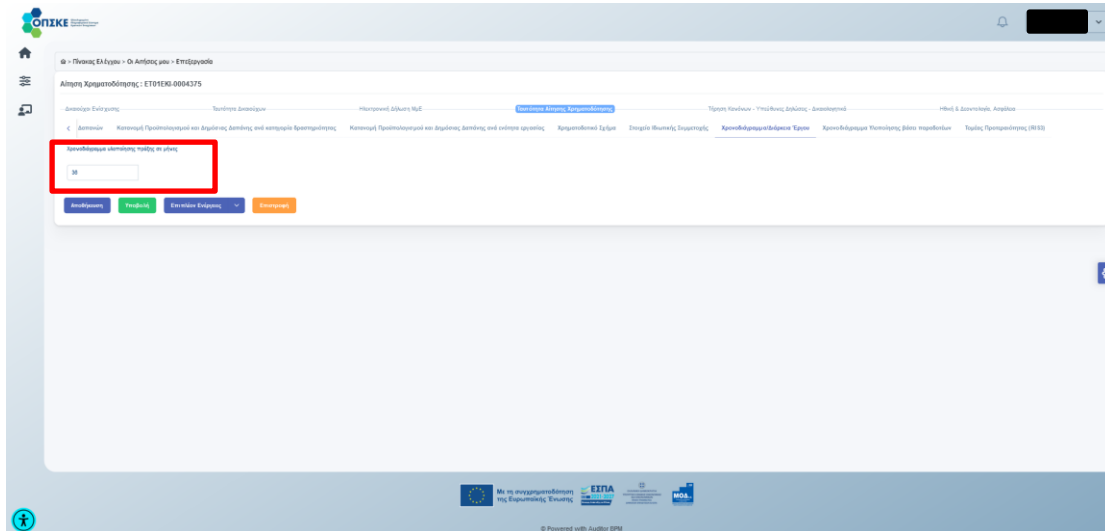 ΟΠΣΚΕ
⌂ > Πίνακας Ελέγχου > Οι Αιτήσεις μου > Επεξεργασία
Αίτηση Χρηματοδότησης : ΕΤ01ΕΚΙ-0004375
Δικαιούχοι Ενίσχυσης Ταυτότητα Δικαιούχων Ηλεκτρονική Δήλωση ΜμΕ Ταυτότητα Αίτησης Χρηματοδότησης Τήρηση Κανόνων - Υπεύθυνες Δηλώσεις - Δικαιολογητικά Ηθική & Δεοντολογία, Ασφάλεια
< Δαπανών Κατανομή Προϋπολογισμού και Δημόσιας Δαπάνης ανά κατηγορία δραστηριότητας Κατανομή Προϋπολογισμού και Δημόσιας Δαπάνης ανά ενότητα εργασίας Χρηματοδοτικό Σχήμα Στοιχεία Ιδιωτικής Συμμετοχής Χρονοδιάγραμμα/Διάρκεια Έργου Χρονοδιάγραμμα Υλοποίησης βάσει παραδοτέων Τομέας Προτεραιότητας (RIS3)
Χρονοδιάγραμμα υλοποίησης πράξης σε μήνες
Αποθήκευση Υποβολή Επιπλέον Ενέργειες Επιστροφή
Με τη συγχρηματοδότηση ΕΣΠΑ
της Ευρωπαϊκής Ένωσης 2021-2027 ΜΟΔ
© Powered with Auditor BPM